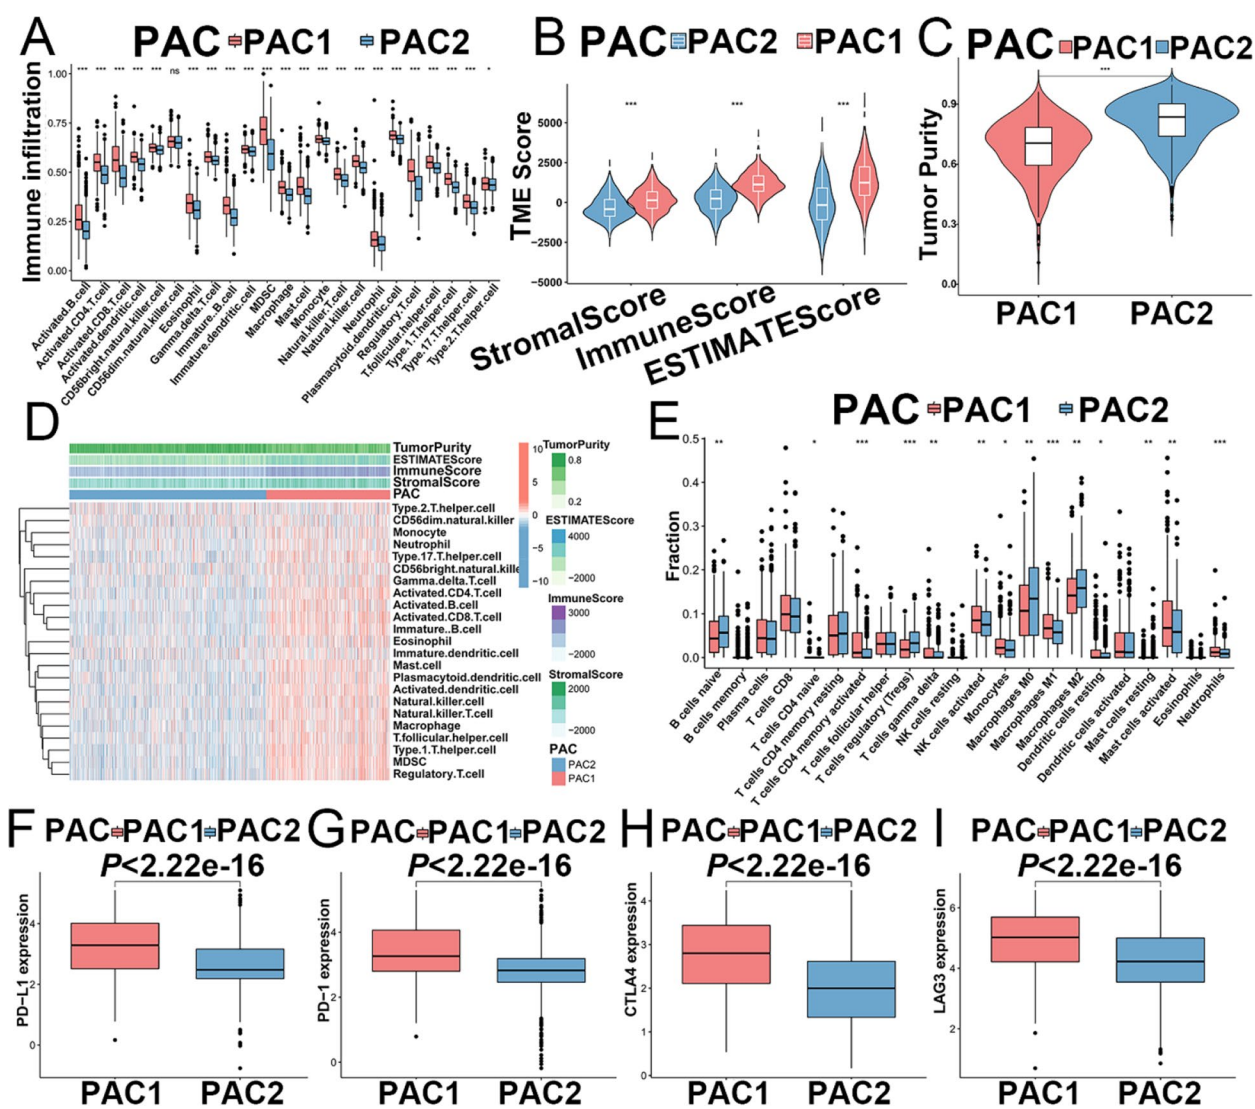 A
PAC PAC1 PAC2
Immune infiltration
1.00
0.75
0.50
0.25
0.00
*** *** *** *** *** ns *** *** *** *** *** *** *** *** *** *** *** *** *** *** *** *** *
Activated.B.cell
Activated.CD4.T.cell
Activated.CD8.T.cell
Activated.dendritic.cell
CD56bright.natural.killer.cell
CD56dim.natural.killer.cell
Eosinophil
Gamma.delta.T.cell
Immature..B.cell
Immature.dendritic.cell
MDSC
Macrophage
Mast.cell
Monocyte
Natural.killer.T.cell
Natural.killer.cell
Neutrophil
Plasmacytoid.dendritic.cell
Regulatory.T.cell
T.follicular.helper.cell
Type.1.T.helper.cell
Type.17.T.helper.cell
Type.2.T.helper.cell
B
PAC PAC2 PAC1
TME Score
5000
2500
0
−2500
−5000
*** *** ***
StromalScore
ImmuneScore
ESTIMATEScore
C
PAC PAC1 PAC2
Tumor Purity
0.9
0.6
0.3
0.0
***
PAC1 PAC2
D
TumorPurity
ESTIMATEScore
ImmuneScore
StromalScore
PAC
Type.2.T.helper.cell
CD56dim.natural.killer
Monocyte
Neutrophil
Type.17.T.helper.cell
CD56bright.natural.kille
Gamma.delta.T.cell
Activated.CD4.T.cell
Activated.B.cell
Activated.CD8.T.cell
Immature..B.cell
Eosinophil
Immature.dendritic.cell
Mast.cell
Plasmacytoid.dendritic.cell
Activated.dendritic.cell
Natural.killer.cell
Natural.killer.T.cell
Macrophage
T.follicular.helper.cell
Type.1.T.helper.cell
MDSC
Regulatory.T.cell
10
5
0
−5
−10
TumorPurity
0.8
0.2
ESTIMATEScore
4000
−2000
ImmuneScore
3000
−2000
StromalScore
2000
−2000
PAC
PAC2
PAC1
E
PAC PAC1 PAC2
Fraction
0.5
0.4
0.3
0.2
0.1
0.0
** * *** *** ** ** * ** *** ** * ** ** ***
B cells naive
B cells memory
Plasma cells
T cells CD8
T cells CD4 naive
T cells CD4 memory resting
T cells CD4 memory activated
T cells follicular helper
T cells regulatory (Tregs)
T cells gamma delta
NK cells resting
NK cells activated
Monocytes
Macrophages M0
Macrophages M1
Macrophages M2
Dendritic cells resting
Dendritic cells activated
Mast cells resting
Mast cells activated
Eosinophils
Neutrophils
F
PAC PAC1 PAC2
P<2.22e-16
PD−L1 expression
4
2
0
PAC1 PAC2
G
PAC PAC1 PAC2
P<2.22e-16
PD−1 expression
4
2
0
PAC1 PAC2
H
PAC PAC1 PAC2
P<2.22e-16
CTLA4 expression
4
3
2
1
0
PAC1 PAC2
I
PAC PAC1 PAC2
P<2.22e-16
LAG3 expression
6
4
2
PAC1 PAC2